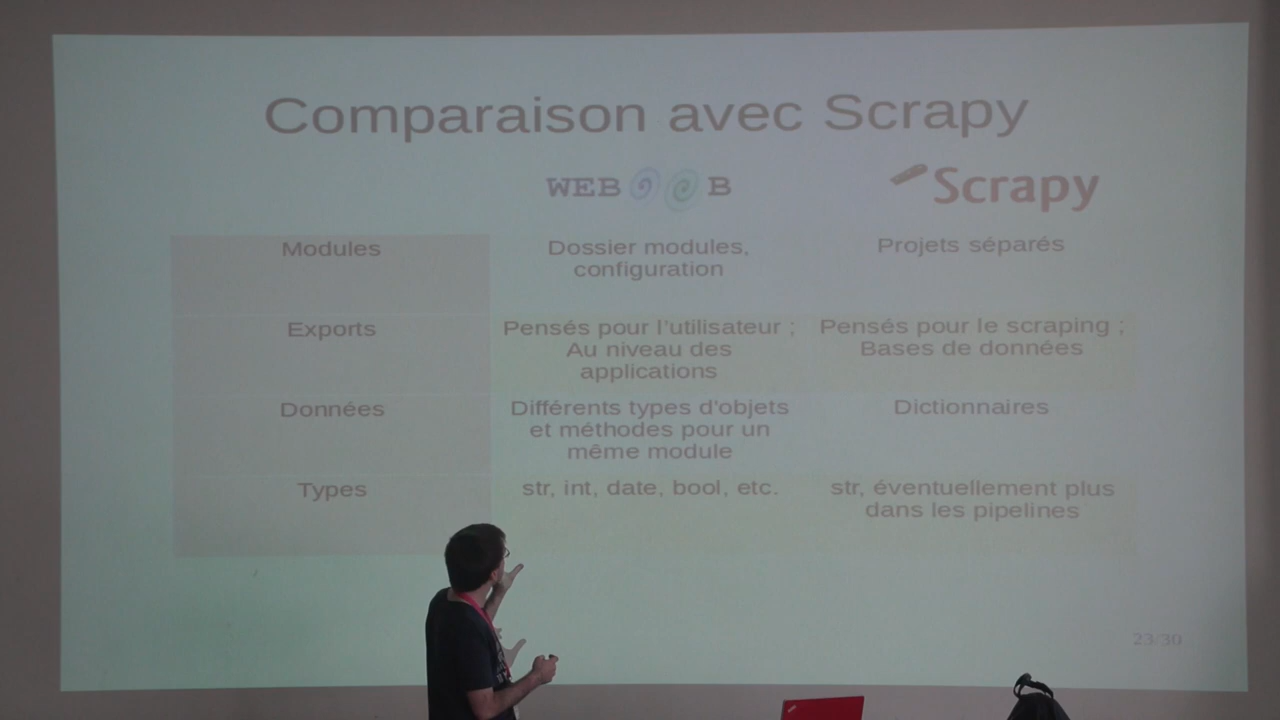 Comparaison avec Scrapy
WEB B
Scrapy
Modules
Dossier modules,
configuration
Projets séparés
Exports
Pensés pour l'utilisateur ;
Au niveau des
applications
Pensés pour le scraping ;
Bases de données
Données
Différents types d'objets
et méthodes pour un
même module
Dictionnaires
Types
str, int, date, bool, etc.
str, éventuellement plus
dans les pipelines
23/30